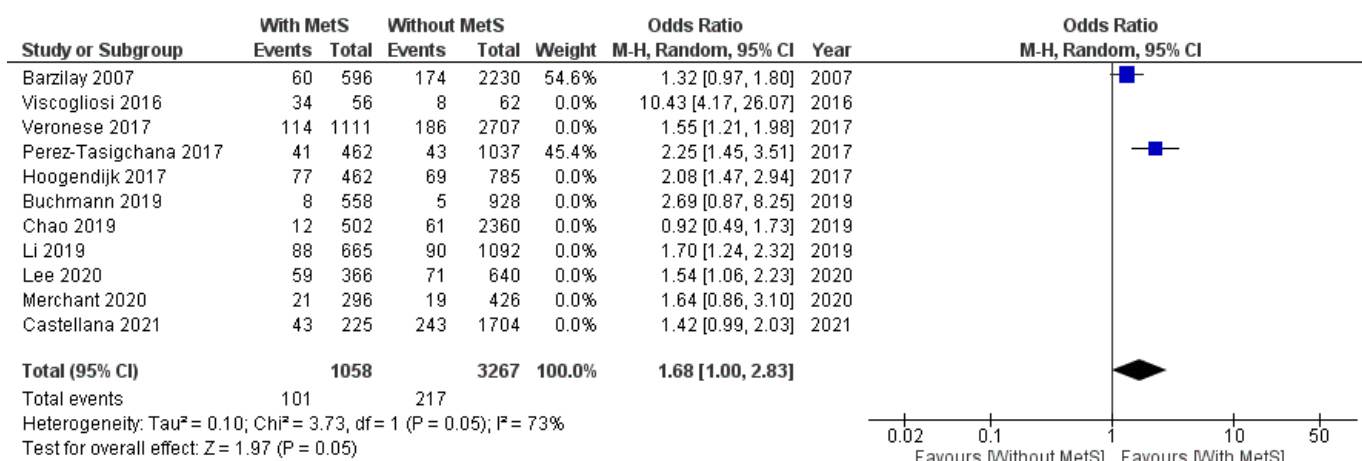 With MetS Without MetS Odds Ratio Odds Ratio
Study or Subgroup Events Total Events Total Weight M-H, Random, 95% CI Year M-H, Random, 95% CI
Barzilay 2007 60 596 174 2230 54.6% 1.32 [0.97, 1.80] 2007
Viscogliosi 2016 34 56 8 62 0.0% 10.43 [4.17, 26.07] 2016
Veronese 2017 114 1111 186 2707 0.0% 1.55 [1.21, 1.98] 2017
Perez-Tasigchana 2017 41 462 43 1037 45.4% 2.25 [1.45, 3.51] 2017
Hoogendijk 2017 77 462 69 785 0.0% 2.08 [1.47, 2.94] 2017
Buchmann 2019 8 558 5 928 0.0% 2.69 [0.87, 8.25] 2019
Chao 2019 12 502 61 2360 0.0% 0.92 [0.49, 1.73] 2019
Li 2019 88 665 90 1092 0.0% 1.70 [1.24, 2.32] 2019
Lee 2020 59 366 71 640 0.0% 1.54 [1.06, 2.23] 2020
Merchant 2020 21 296 19 426 0.0% 1.64 [0.86, 3.10] 2020
Castellana 2021 43 225 243 1704 0.0% 1.42 [0.99, 2.03] 2021
Total (95% CI) 1058 3267 100.0% 1.68 [1.00, 2.83]
Total events 101 217
Heterogeneity: Tau² = 0.10; Chi² = 3.73, df = 1 (P = 0.05); I² = 73%
Test for overall effect: Z = 1.97 (P = 0.05)
0.02 0.1 1 10 50
Favours [Without MetS] Favours [With MetS]